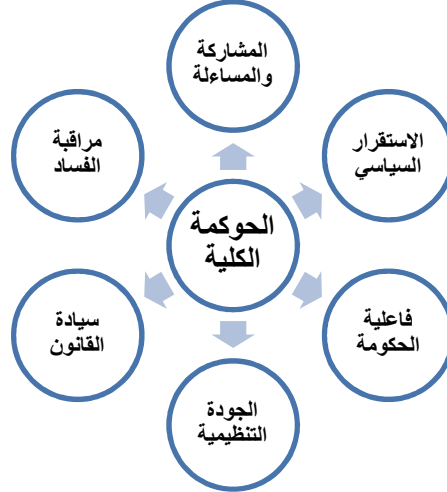 المشاركة
والمساءلة
الاستقرار
السياسي
مراقبة
الفساد
الحوكمة
الكلية
فاعلية
الحكومة
سيادة
القانون
الجودة
التنظيمية